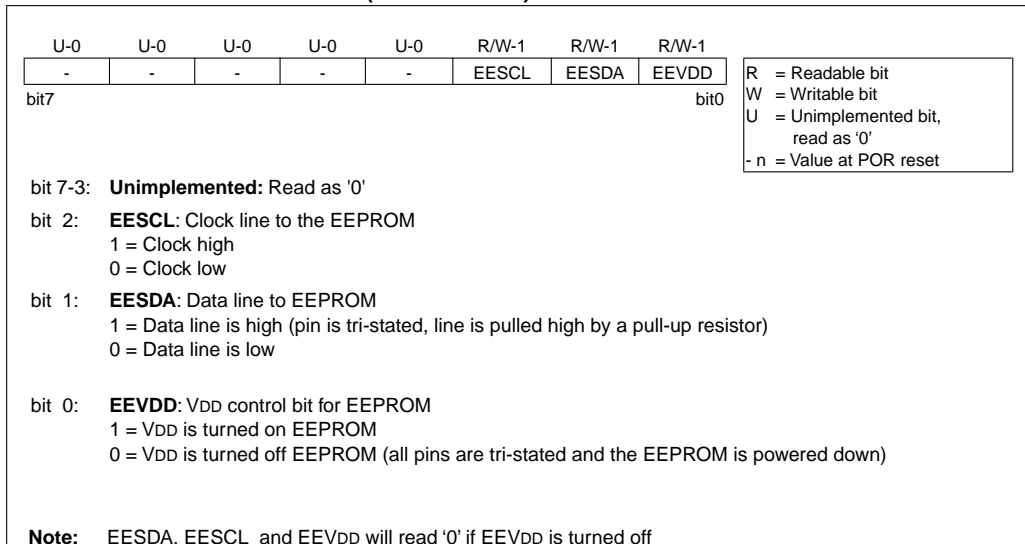 U-0 U-0 U-0 U-0 U-0 R/W-1 R/W-1 R/W-1
- - - - - EESCL EESDA EEVDD
bit7 bit0
R = Readable bit
W = Writable bit
U = Unimplemented bit,
read as ‘0’
- n = Value at POR reset
bit 7-3: Unimplemented: Read as '0'
bit 2: EESCL: Clock line to the EEPROM
1 = Clock high
0 = Clock low
bit 1: EESDA: Data line to EEPROM
1 = Data line is high (pin is tri-stated, line is pulled high by a pull-up resistor)
0 = Data line is low
bit 0: EEVDD: VDD control bit for EEPROM
1 = VDD is turned on EEPROM
0 = VDD is turned off EEPROM (all pins are tri-stated and the EEPROM is powered down)
Note: EESDA, EESCL and EEVDD will read ‘0’ if EEVDD is turned off